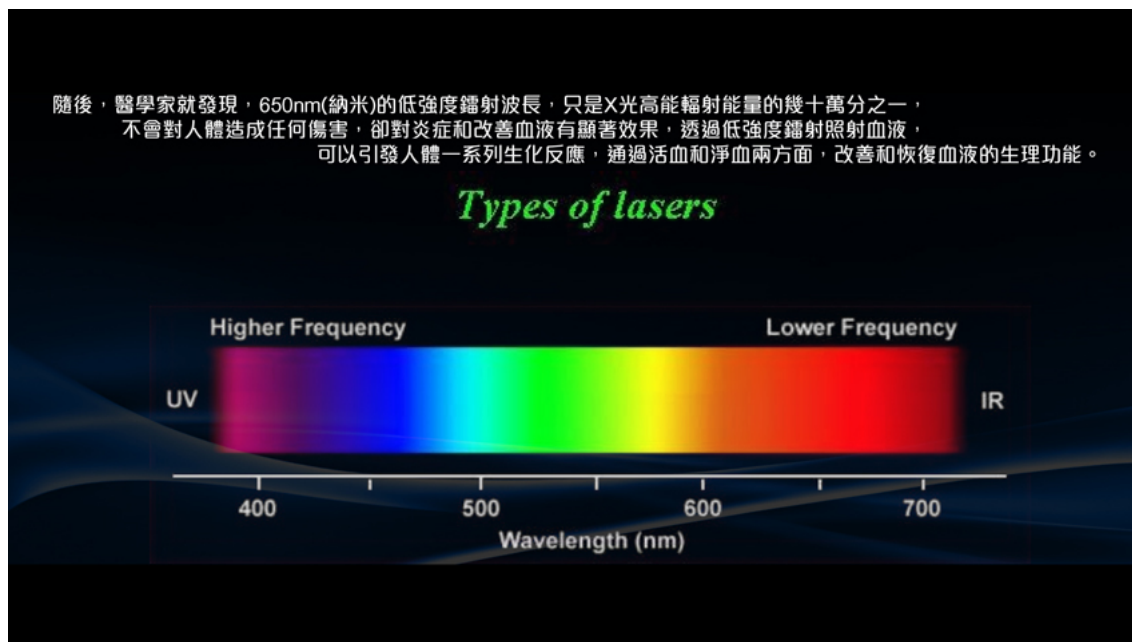 隨後，醫學家就發現，650nm(納米)的低強度鐳射波長，只是X光高能輻射能量的幾十萬分之一，
不會對人體造成任何傷害，卻對炎症和改善血液有顯著效果，透過低強度鐳射照射血液，
可以引發人體一系列生化反應，通過活血和淨血兩方面，改善和恢復血液的生理功能。
Types of lasers
Higher Frequency Lower Frequency
UV IR
400 500 600 700
Wavelength (nm)